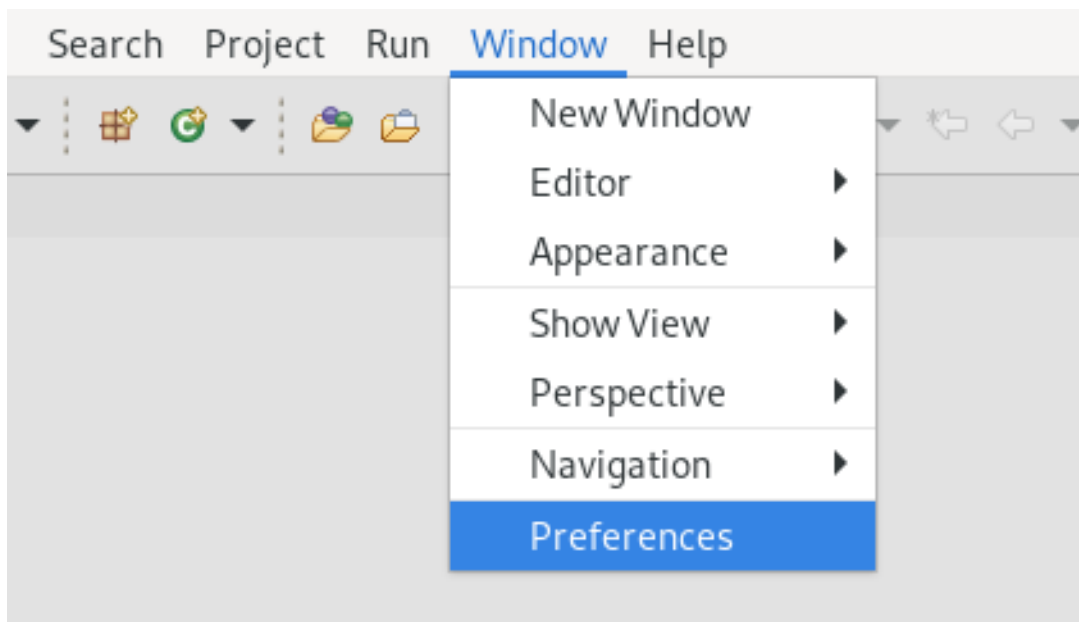 Search Project Run Window Help
New Window
Editor
Appearance
Show View
Perspective
Navigation
Preferences